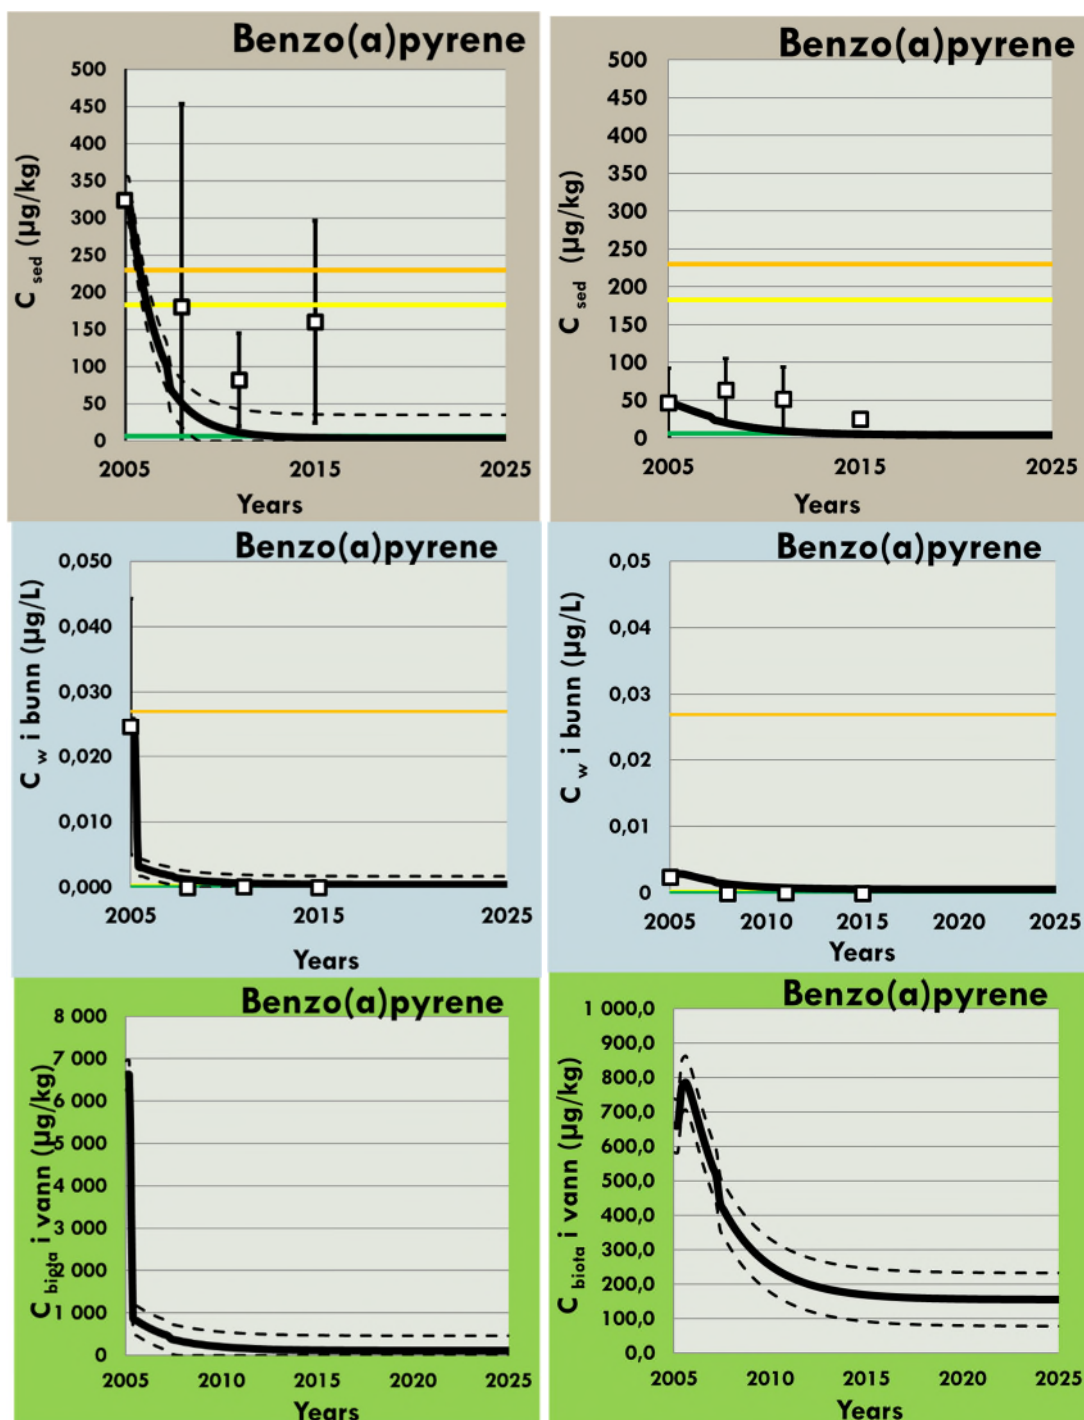 Benzo(a)pyrene
500
450
400
350
300
250
200
150
100
50
0
C sed (µg/kg)
2005 2015 2025
Years
Benzo(a)pyrene
500
450
400
350
300
250
200
150
100
50
0
C sed (µg/kg)
2005 2015 2025
Years
Benzo(a)pyrene
0,050
0,040
0,030
0,020
0,010
0,000
C w i bunn (µg/L)
2005 2015 2025
Years
Benzo(a)pyrene
0,05
0,04
0,03
0,02
0,01
0
C w i bunn (µg/L)
2005 2010 2015 2020 2025
Years
Benzo(a)pyrene
8 000
7 000
6 000
5 000
4 000
3 000
2 000
1 000
0
C biota i vann (µg/kg)
2005 2010 2015 2020 2025
Years
Benzo(a)pyrene
1 000,0
900,0
800,0
700,0
600,0
500,0
400,0
300,0
200,0
100,0
0,0
C biota i vann (µg/kg)
2005 2010 2015 2020 2025
Years